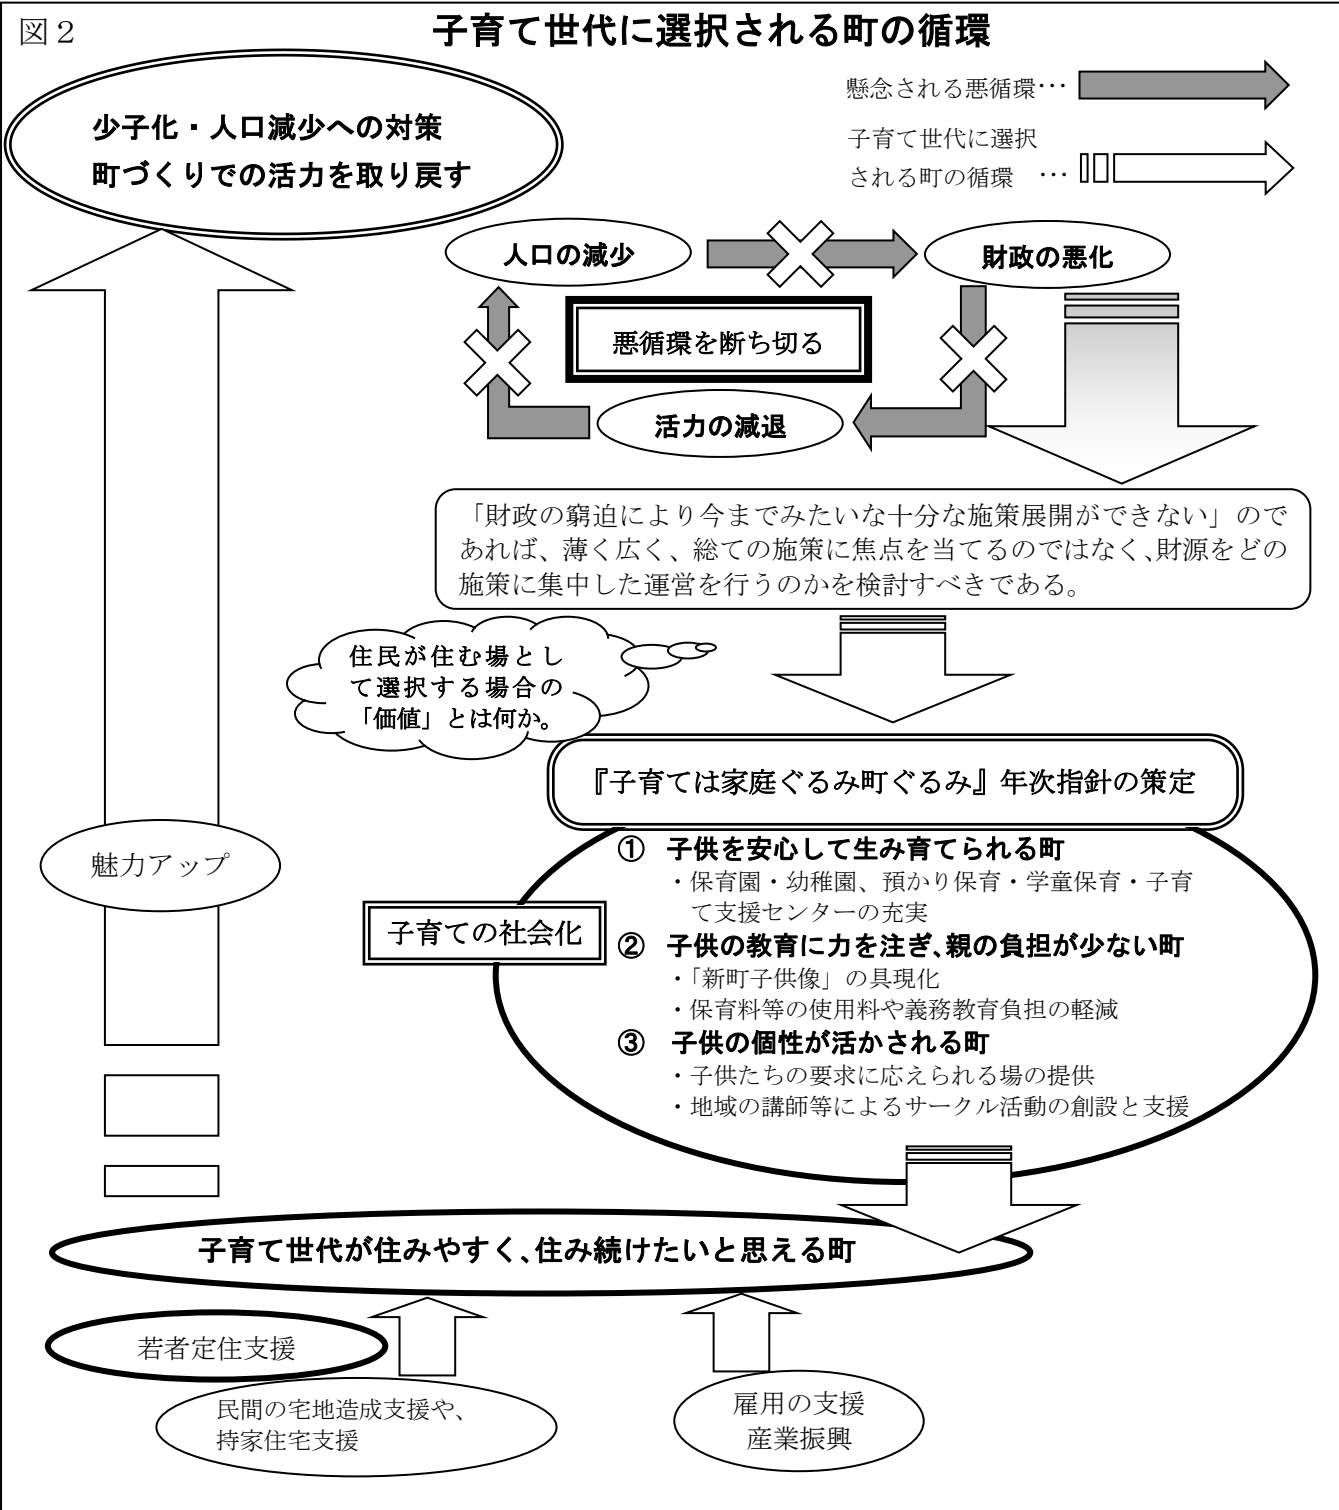 図２
子育て世代に選択される町の循環
懸念される悪循環…
子育て世代に選択
される町の循環 …
少子化・人口減少への対策
町づくりでの活力を取り戻す
人口の減少
財政の悪化
悪循環を断ち切る
活力の減退
「財政の窮迫により今までみたいな十分な施策展開ができない」ので
あれば、薄く広く、総ての施策に焦点を当てるのではなく、財源をどの
施策に集中した運営を行うのかを検討すべきである。
住民が住む場とし
て選択する場合の
「価値」とは何か。
『子育ては家庭ぐるみ町ぐるみ』年次指針の策定
① 子供を安心して生み育てられる町
・保育園・幼稚園、預かり保育・学童保育・子育
て支援センターの充実
魅力アップ
子育ての社会化
② 子供の教育に力を注ぎ、親の負担が少ない町
・「新町子供像」の具現化
・保育料等の使用料や義務教育負担の軽減
③ 子供の個性が活かされる町
・子供たちの要求に応えられる場の提供
・地域の講師等によるサークル活動の創設と支援
子育て世代が住みやすく、住み続けたいと思える町
若者定住支援
民間の宅地造成支援や、
持家住宅支援
雇用の支援
産業振興